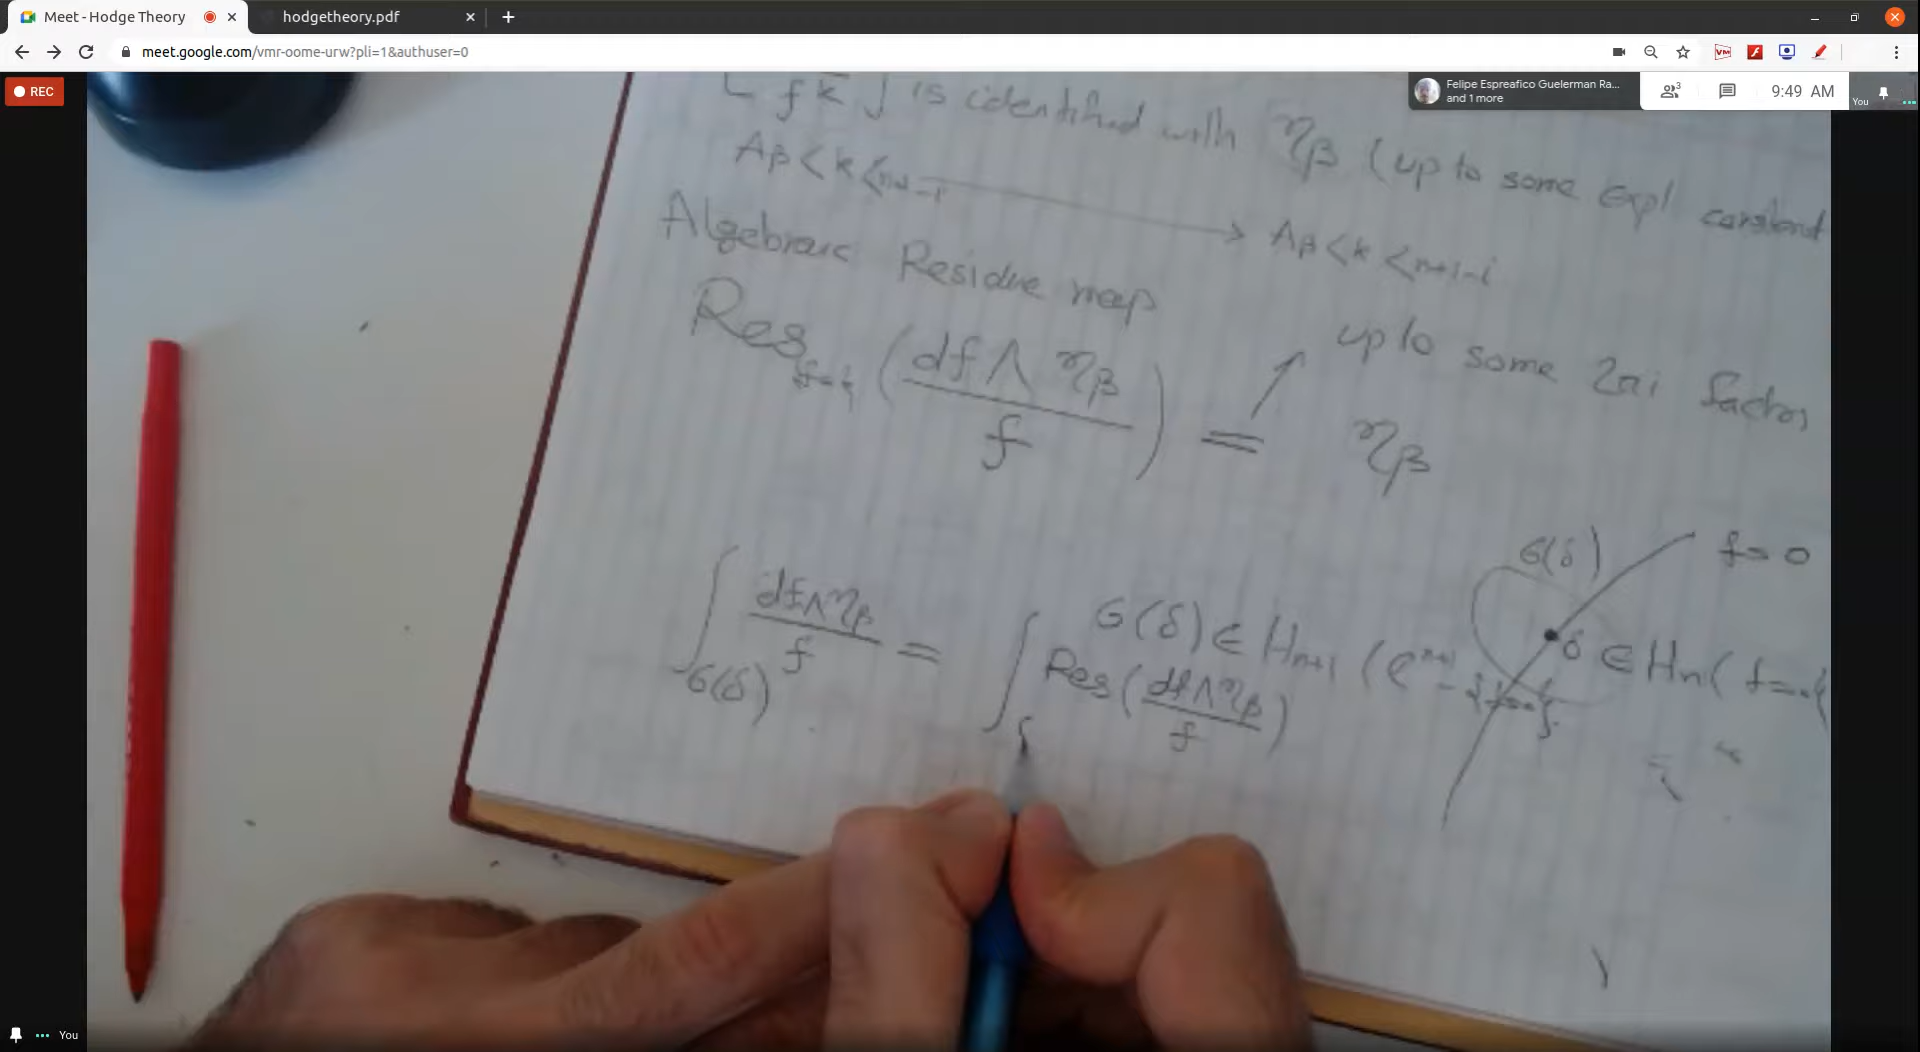 Meet - Hodge Theory
hodgetheory.pdf
meet.google.com/vmr-oome-urw?pli=1&authuser=0
REC
Felipe Espreafico Guelerman Ra...
and 1 more
3
9:49 AM
You
is identified with η_β (up to some expl constant
A_β < k < → A_β < k < n+1-i
Algebraic Residue map
Res (df ∧ η_β / f) = η_β
up to some 2πi factor
∫_{σ(δ)} df∧η_β / f = ∫_δ Res(df∧η_β / f)
σ(δ) ∈ H_{n+1} (ℂ^{n+1} - {f=0}
σ(δ)
f=0
δ ∈ H_n(
You